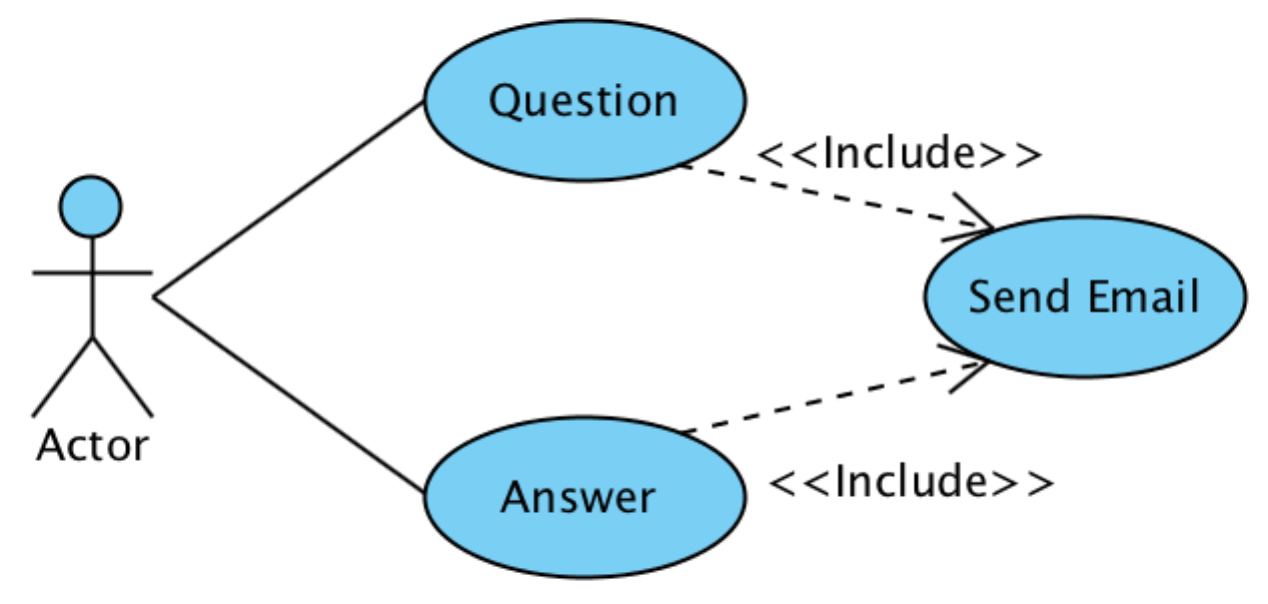 Question
<<Include>>
Send Email
Actor
Answer
<<Include>>